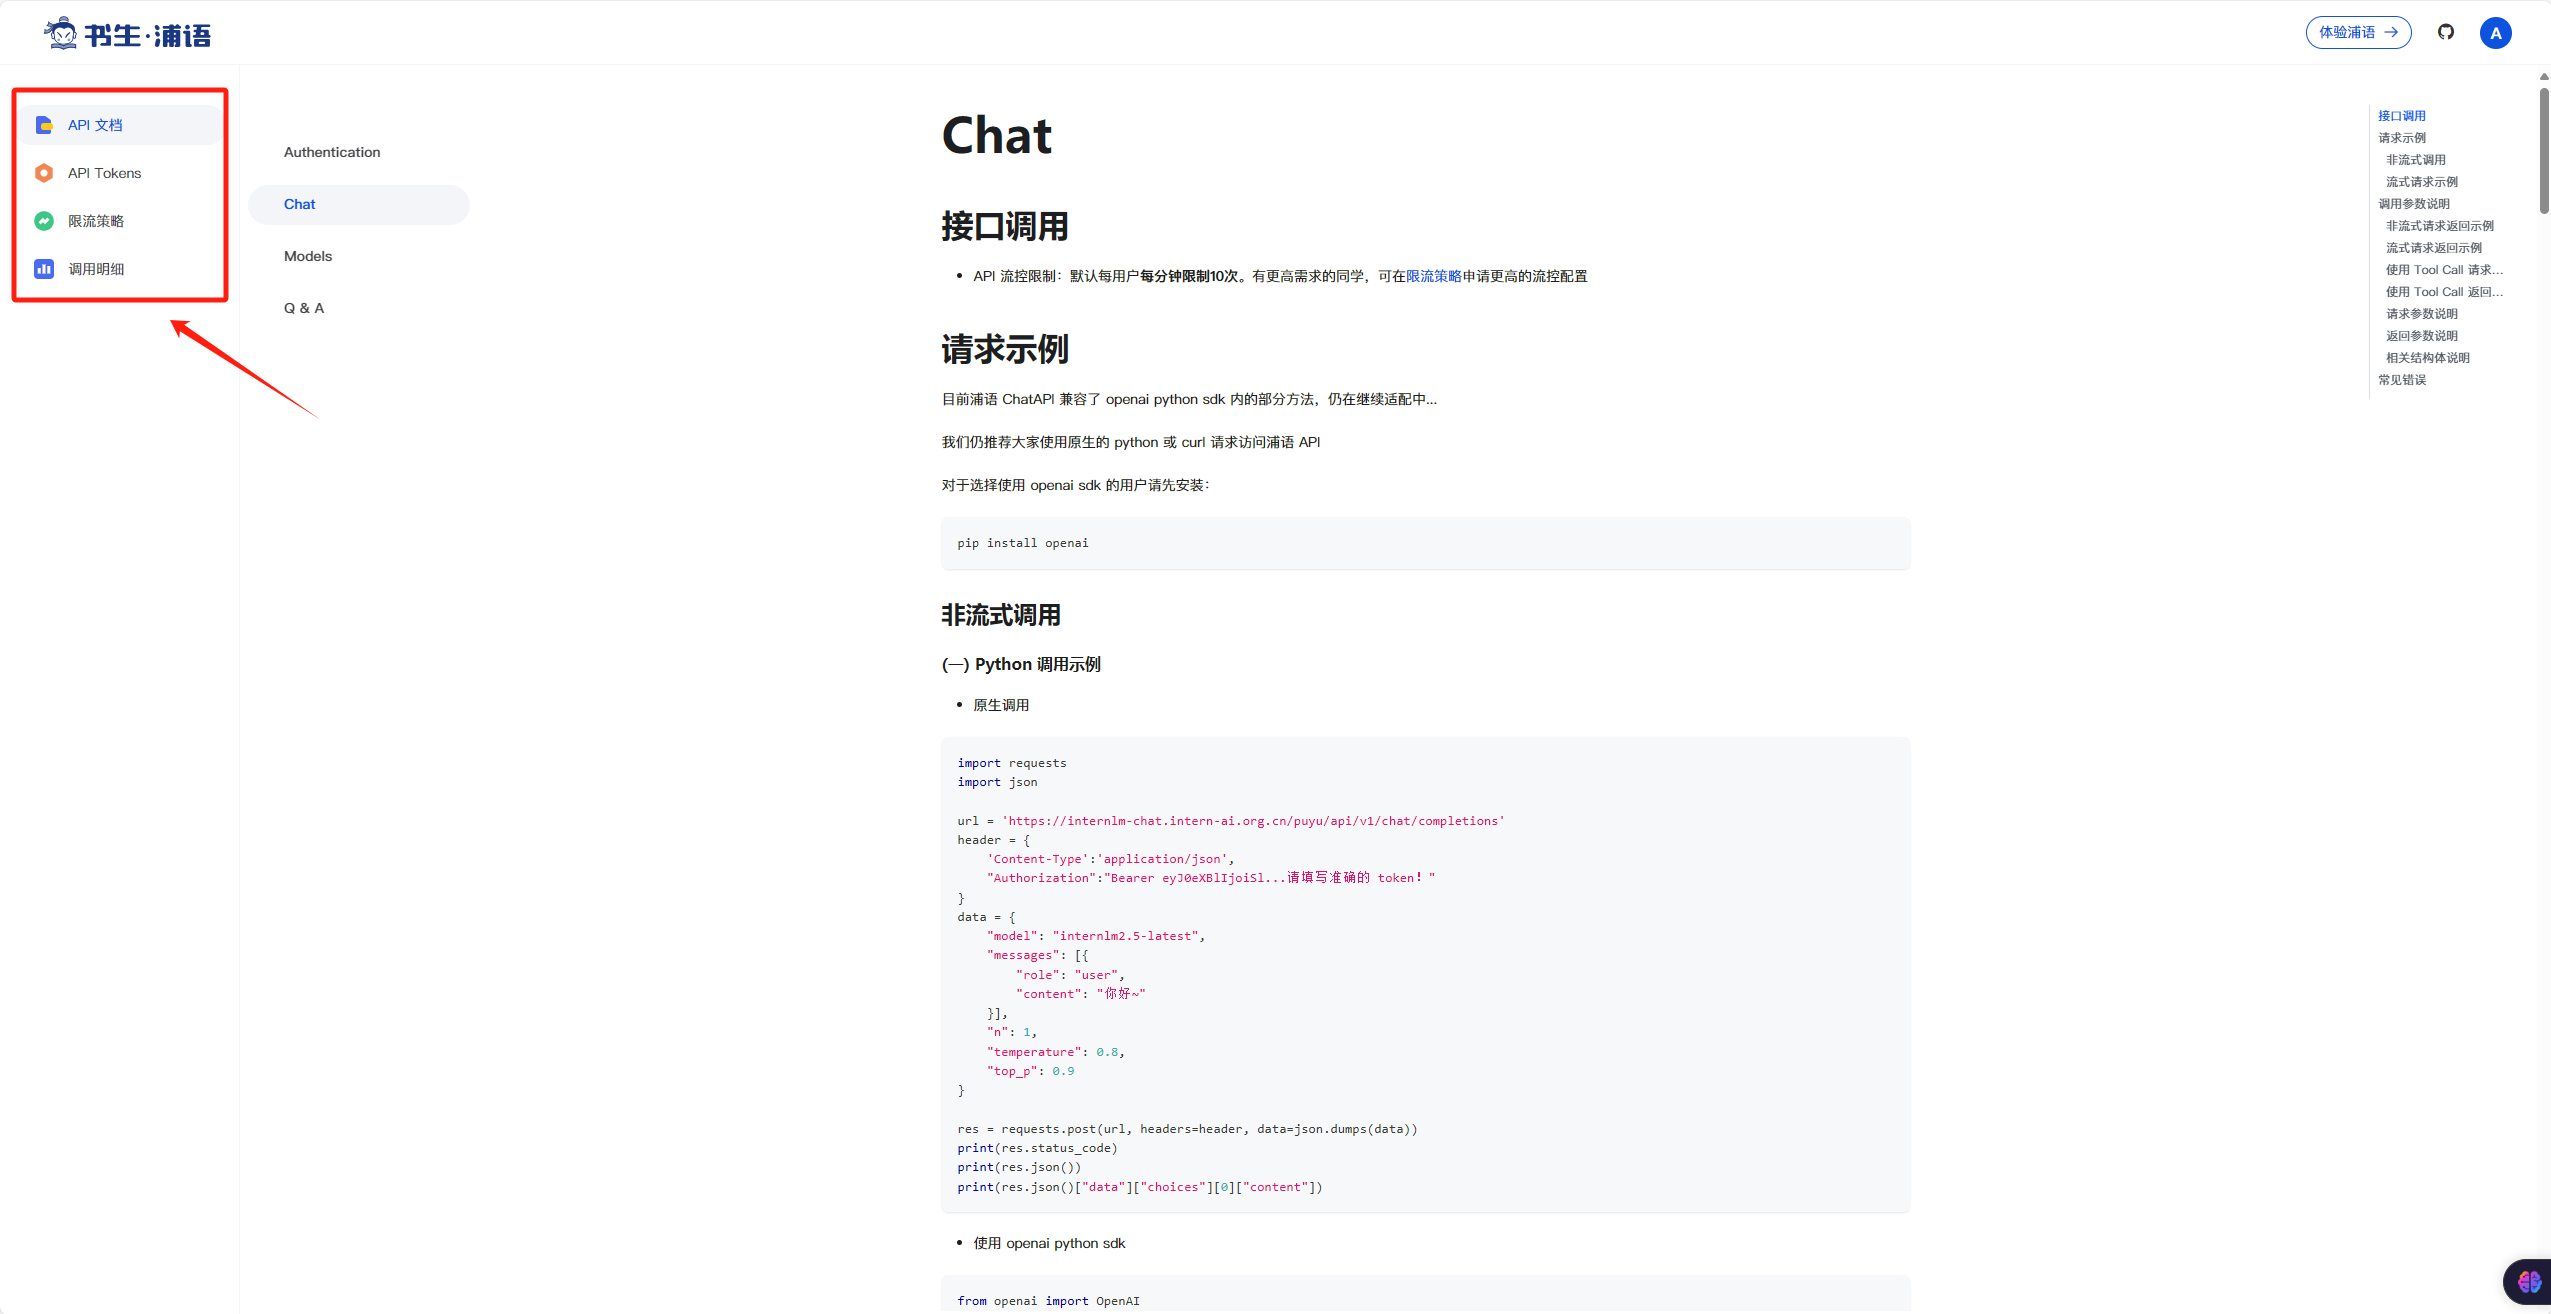 书生·浦语
体验浦语 →
A
API 文档
API Tokens
限流策略
调用明细
Authentication
Chat
Models
Q & A
Chat
接口调用
• API 流控限制：默认每用户每分钟限制10次。有更高需求的同学，可在限流策略申请更高的流控配置
请求示例
目前浦语 ChatAPI 兼容了 openai python sdk 内的部分方法，仍在继续适配中...
我们仍推荐大家使用原生的 python 或 curl 请求访问浦语 API
对于选择使用 openai sdk 的用户请先安装：
pip install openai
非流式调用
(一) Python 调用示例
• 原生调用
import requests
import json
url = 'https://internlm-chat.intern-ai.org.cn/puyu/api/v1/chat/completions'
header = {
    'Content-Type':'application/json',
    "Authorization":"Bearer eyJ0eXBlIjoiSl...请填写准确的 token！"
}
data = {
    "model": "internlm2.5-latest",
    "messages": [{
        "role": "user",
        "content": "你好~"
    }],
    "n": 1,
    "temperature": 0.8,
    "top_p": 0.9
}
res = requests.post(url, headers=header, data=json.dumps(data))
print(res.status_code)
print(res.json())
print(res.json()["data"]["choices"][0]["content"])
• 使用 openai python sdk
from openai import OpenAI
接口调用
请求示例
非流式调用
流式请求示例
调用参数说明
非流式请求返回示例
流式请求返回示例
使用 Tool Call 请求...
使用 Tool Call 返回...
请求参数说明
返回参数说明
相关结构体说明
常见错误